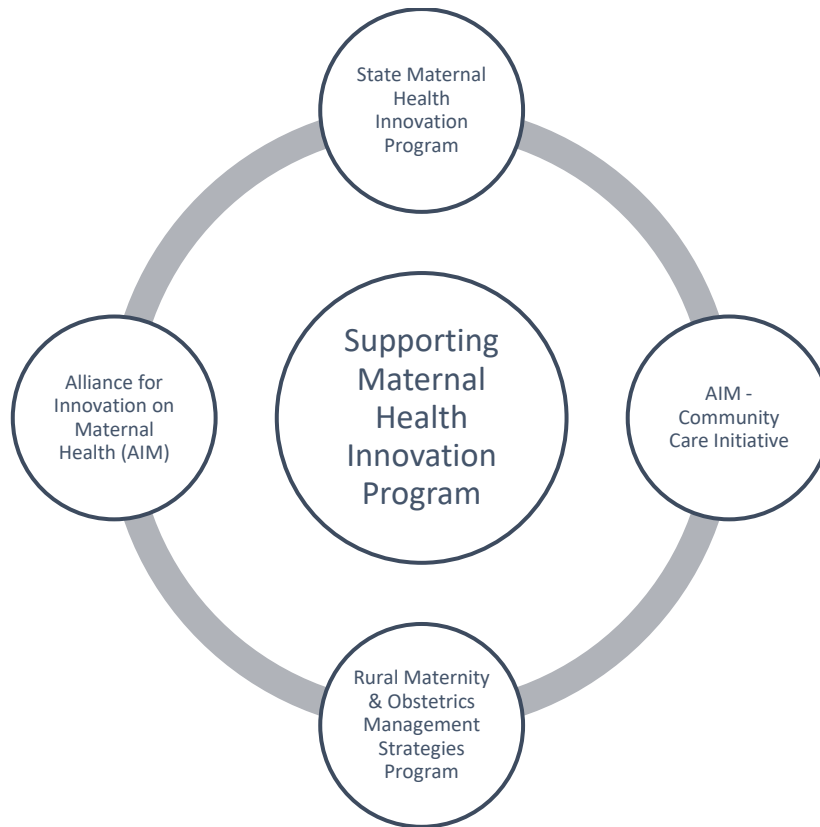 State Maternal
Health
Innovation
Program
Alliance for
Innovation on
Maternal
Health (AIM)
Supporting
Maternal
Health
Innovation
Program
AIM -
Community
Care Initiative
Rural Maternity
& Obstetrics
Management
Strategies
Program